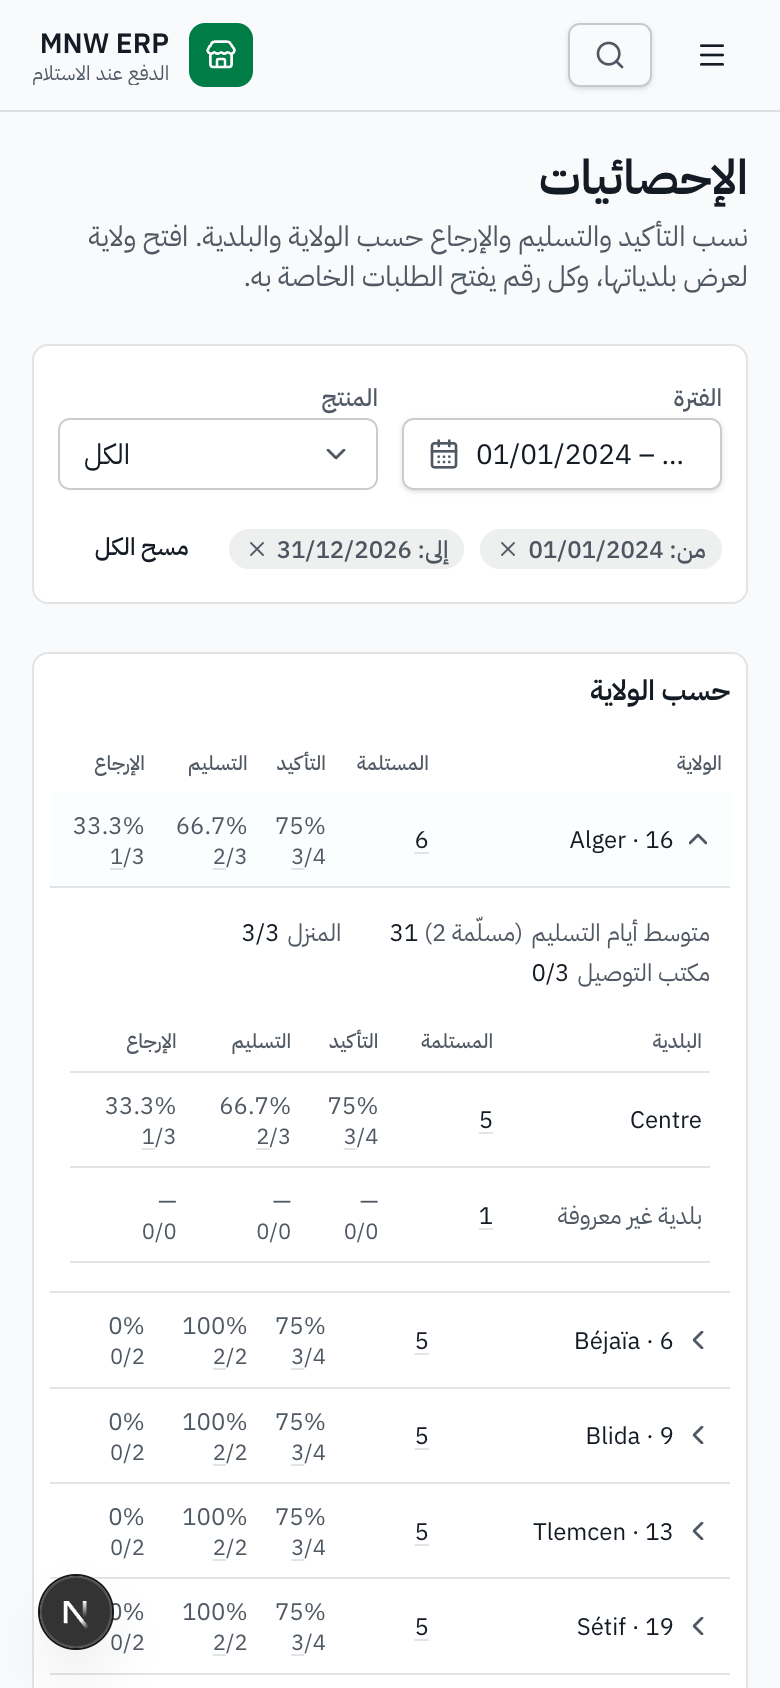 MNW ERP
الدفع عند الاستلام
الإحصائيات
نسب التأكيد والتسليم والإرجاع حسب الولاية والبلدية. افتح ولاية
لعرض بلدياتها، وكل رقم يفتح الطلبات الخاصة به.
الفترة المنتج
01/01/2024 – ... الكل
من: 01/01/2024 إلى: 31/12/2026 مسح الكل
حسب الولاية
الولاية المستلمة التأكيد التسليم الإرجاع
16 · Alger 6 75% 66.7% 33.3%
3/4 2/3 1/3
متوسط أيام التسليم (2 مسلّمة) 31 المنزل 3/3
مكتب التوصيل 0/3
البلدية المستلمة التأكيد التسليم الإرجاع
Centre 5 75% 66.7% 33.3%
3/4 2/3 1/3
بلدية غير معروفة 1 — — —
0/0 0/0 0/0
6 · Béjaïa 5 75% 100% 0%
3/4 2/2 0/2
9 · Blida 5 75% 100% 0%
3/4 2/2 0/2
13 · Tlemcen 5 75% 100% 0%
3/4 2/2 0/2
19 · Sétif 5 75% 100% 0%
3/4 2/2 0/2
N